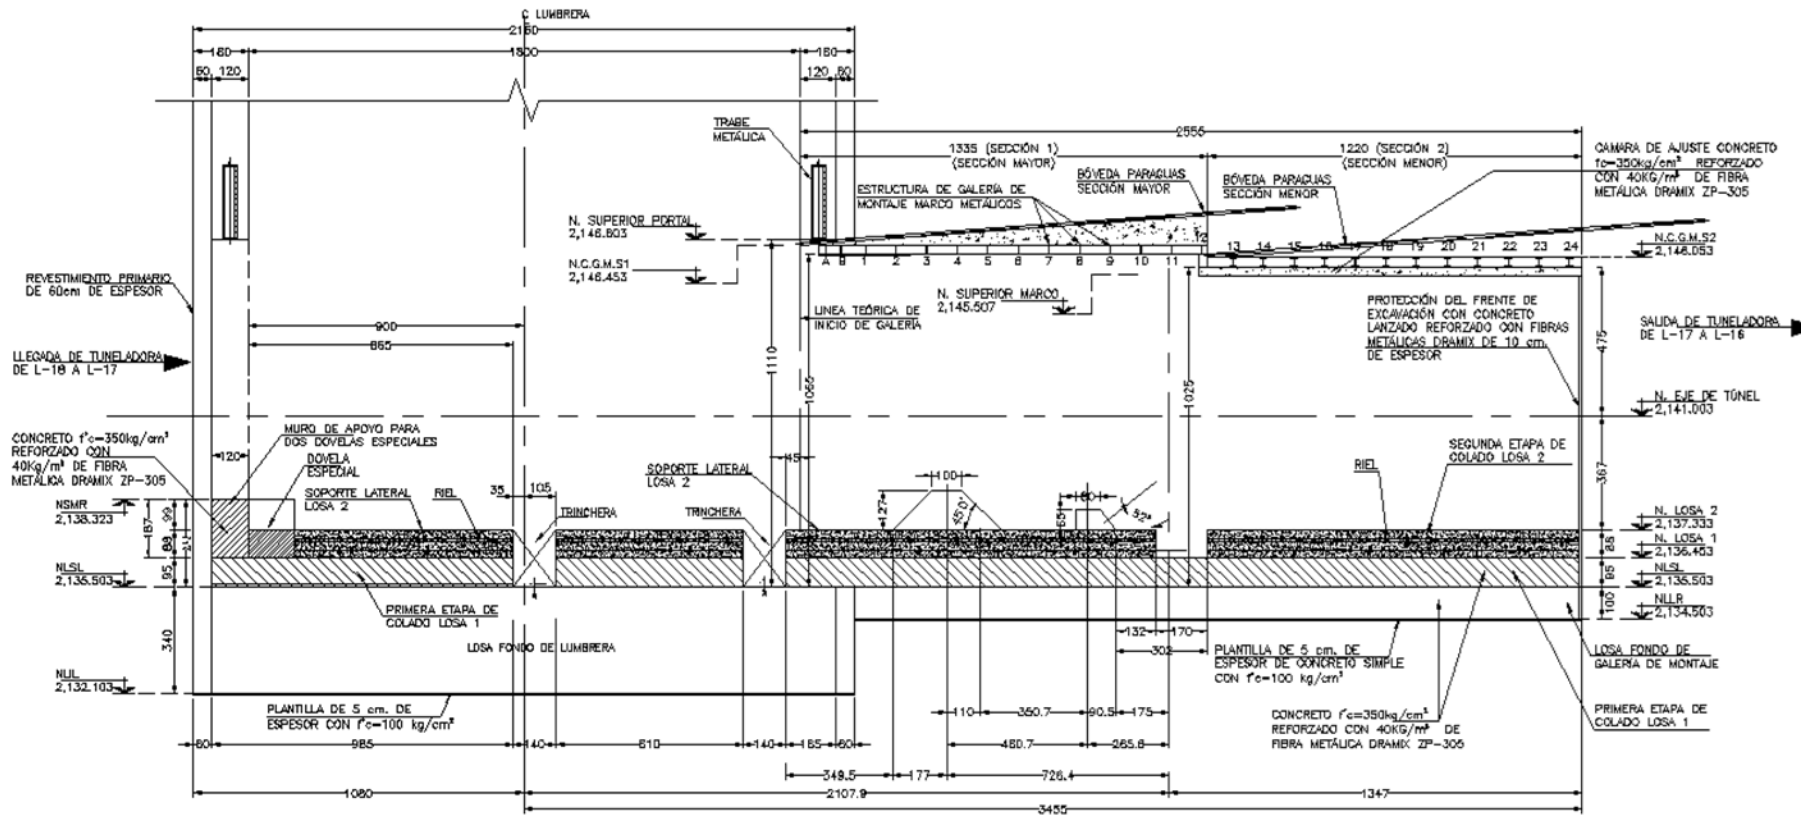 C LUMBRERA
2160
180
1800
180
60
120
120
60
TRABE
METÁLICA
2555
1335 (SECCIÓN 1)
(SECCIÓN MAYOR)
1220 (SECCIÓN 2)
(SECCIÓN MENOR)
CAMARA DE AJUSTE CONCRETO
fc=350kg/cm² REFORZADO
CON 40KG/m³ DE FIBRA
METÁLICA DRAMIX ZP-305
BÓVEDA PARAGUAS
SECCIÓN MAYOR
BÓVEDA PARAGUAS
SECCIÓN MENOR
ESTRUCTURA DE GALERÍA DE
MONTAJE MARCO METÁLICOS
N. SUPERIOR PORTAL
2,146.803
N.C.G.M.S1
2,146.453
N.C.G.M.S2
2,146.053
A B 1 2 3 4 5 6 7 8 9 10 11 12
13 14 15 16 17 18 19 20 21 22 23 24
N. SUPERIOR MARCO
2,145.507
REVESTIMIENTO PRIMARIO
DE 60cm DE ESPESOR
LINEA TEÓRICA DE
INICIO DE GALERÍA
PROTECCIÓN DEL FRENTE DE
EXCAVACIÓN CON CONCRETO
LANZADO REFORZADO CON FIBRAS
METÁLICAS DRAMIX DE 10 cm.
DE ESPESOR
SALIDA DE TUNELADORA
DE L-17 A L-16
LLEGADA DE TUNELADORA
DE L-18 A L-17
900
865
1110
1065
1025
475
N. EJE DE TÚNEL
2,141.003
367
CONCRETO f'c=350kg/cm²
REFORZADO CON
40Kg/m³ DE FIBRA
METÁLICA DRAMIX ZP-305
MURO DE APOYO PARA
DOS DOVELAS ESPECIALES
DOVELA
ESPECIAL
120
SOPORTE LATERAL
LOSA 2
RIEL
35
105
45
TRINCHERA
TRINCHERA
SOPORTE LATERAL
LOSA 2
100
127
45.0°
80
65
52°
RIEL
SEGUNDA ETAPA DE
COLADO LOSA 2
NSMR
2,138.323
187
99
88
95
N. LOSA 2
2,137.333
N. LOSA 1
2,136.453
88
95
100
NLSL
2,135.503
NLSL
2,135.503
NLLR
2,134.503
PRIMERA ETAPA DE
COLADO LOSA 1
LOSA FONDO DE LUMBRERA
340
NLIL
2,132.103
132
170
302
PLANTILLA DE 5 cm. DE
ESPESOR DE CONCRETO SIMPLE
CON f'c=100 kg/cm²
LOSA FONDO DE
GALERÍA DE MONTAJE
PLANTILLA DE 5 cm. DE
ESPESOR CON f'c=100 kg/cm²
CONCRETO f'c=350kg/cm²
REFORZADO CON 40KG/m³ DE
FIBRA METÁLICA DRAMIX ZP-305
PRIMERA ETAPA DE
COLADO LOSA 1
110
350.7
90.5
175
60
985
140
610
140
165
60
460.7
265.6
349.5
177
726.4
1080
2107.9
1347
3455